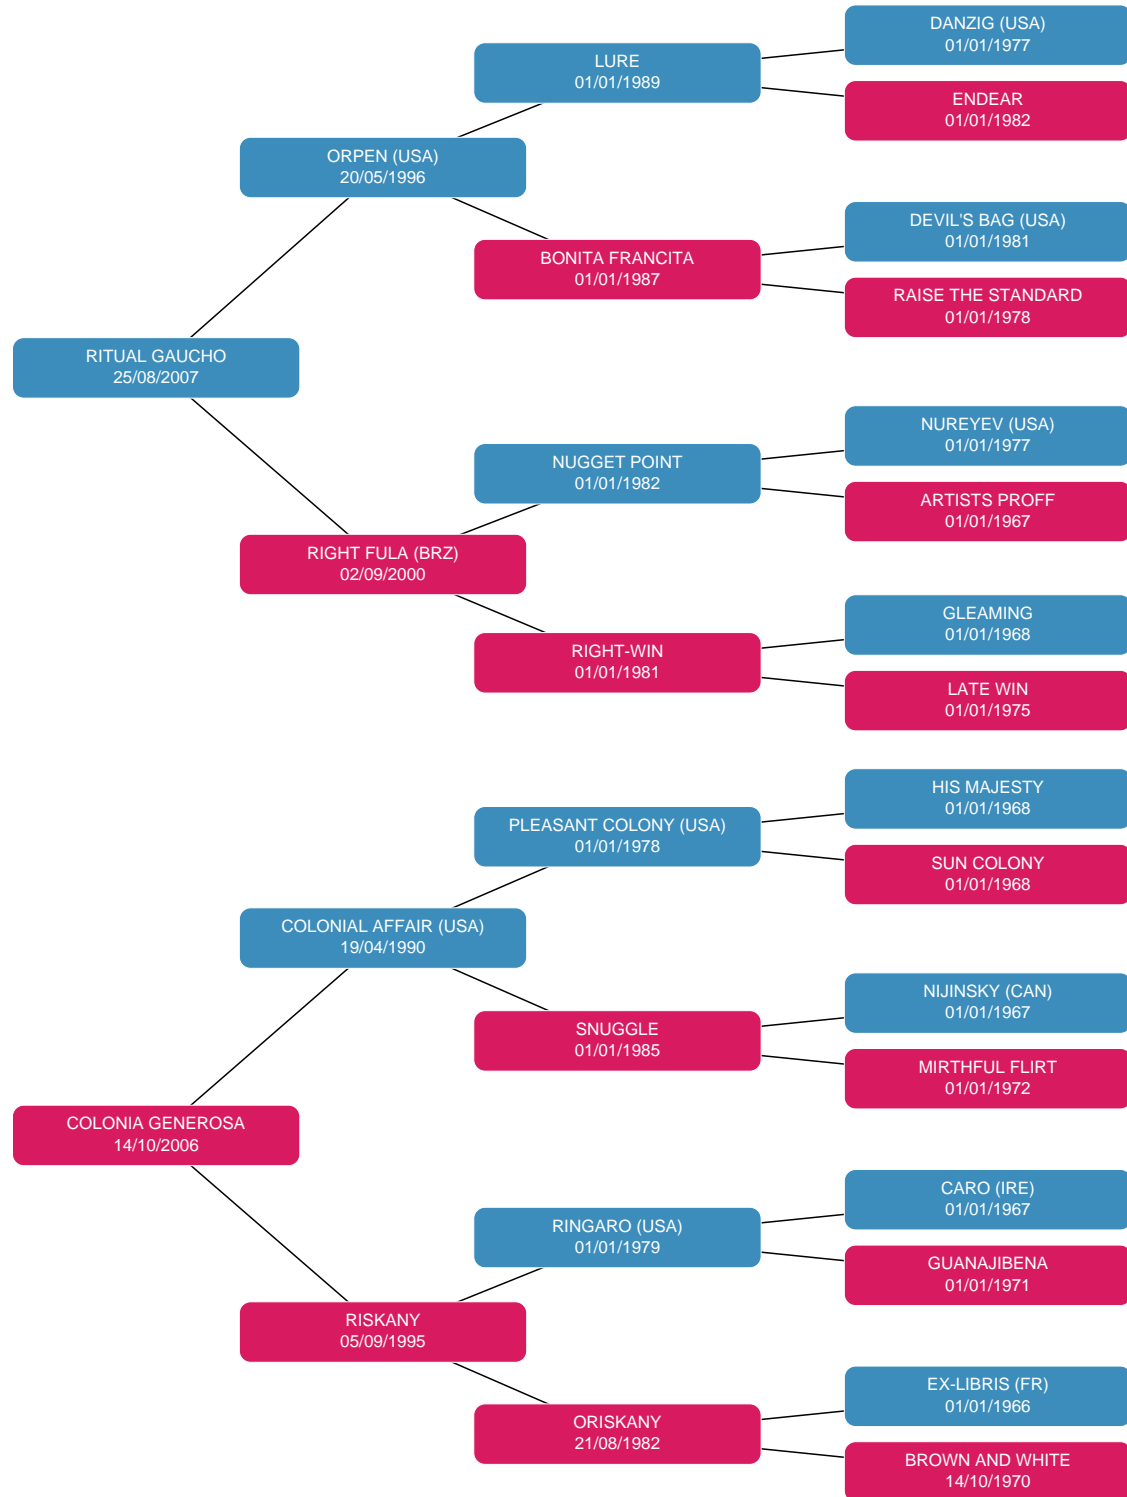 DANZIG (USA)
01/01/1977
LURE
01/01/1989
ENDEAR
01/01/1982
ORPEN (USA)
20/05/1996
DEVIL'S BAG (USA)
01/01/1981
BONITA FRANCITA
01/01/1987
RAISE THE STANDARD
01/01/1978
RITUAL GAUCHO
25/08/2007
NUREYEV (USA)
01/01/1977
NUGGET POINT
01/01/1982
ARTISTS PROFF
01/01/1967
RIGHT FULA (BRZ)
02/09/2000
GLEAMING
01/01/1968
RIGHT-WIN
01/01/1981
LATE WIN
01/01/1975
HIS MAJESTY
01/01/1968
PLEASANT COLONY (USA)
01/01/1978
SUN COLONY
01/01/1968
COLONIAL AFFAIR (USA)
19/04/1990
NIJINSKY (CAN)
01/01/1967
SNUGGLE
01/01/1985
MIRTHFUL FLIRT
01/01/1972
COLONIA GENEROSA
14/10/2006
CARO (IRE)
01/01/1967
RINGARO (USA)
01/01/1979
GUANAJIBENA
01/01/1971
RISKANY
05/09/1995
EX-LIBRIS (FR)
01/01/1966
ORISKANY
21/08/1982
BROWN AND WHITE
14/10/1970